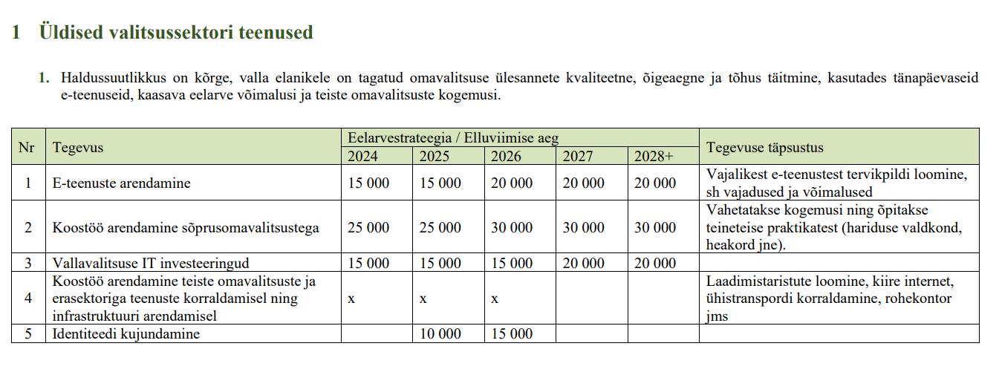 1 Üldised valitsussektori teenused
1. Haldussuutlikkus on kõrge, valla elanikele on tagatud omavalitsuse ülesannete kvaliteetne, õigeaegne ja tõhus täitmine, kasutades tänapäevaseid
e-teenuseid, kaasava eelarve võimalusi ja teiste omavalitsuste kogemusi.
Nr Tegevus Eelarvestrateegia / Elluviimise aeg Tegevuse täpsustus
2024 2025 2026 2027 2028+
1 E-teenuste arendamine 15 000 15 000 20 000 20 000 20 000 Vajalikest e-teenustest tervikpildi loomine,
sh vajadused ja võimalused
2 Koostöö arendamine sõprusomavalitsustega 25 000 25 000 30 000 30 000 30 000 Vahetatakse kogemusi ning õpitakse
teineteise praktikatest (hariduse valdkond,
heakord jne).
3 Vallavalitsuse IT investeeringud 15 000 15 000 15 000 20 000 20 000
4 Koostöö arendamine teiste omavalitsuste ja
erasektoriga teenuste korraldamisel ning
infrastruktuuri arendamisel x x x Laadimistaristute loomine, kiire internet,
ühistranspordi korraldamine, rohekontor
jms
5 Identiteedi kujundamine 10 000 15 000